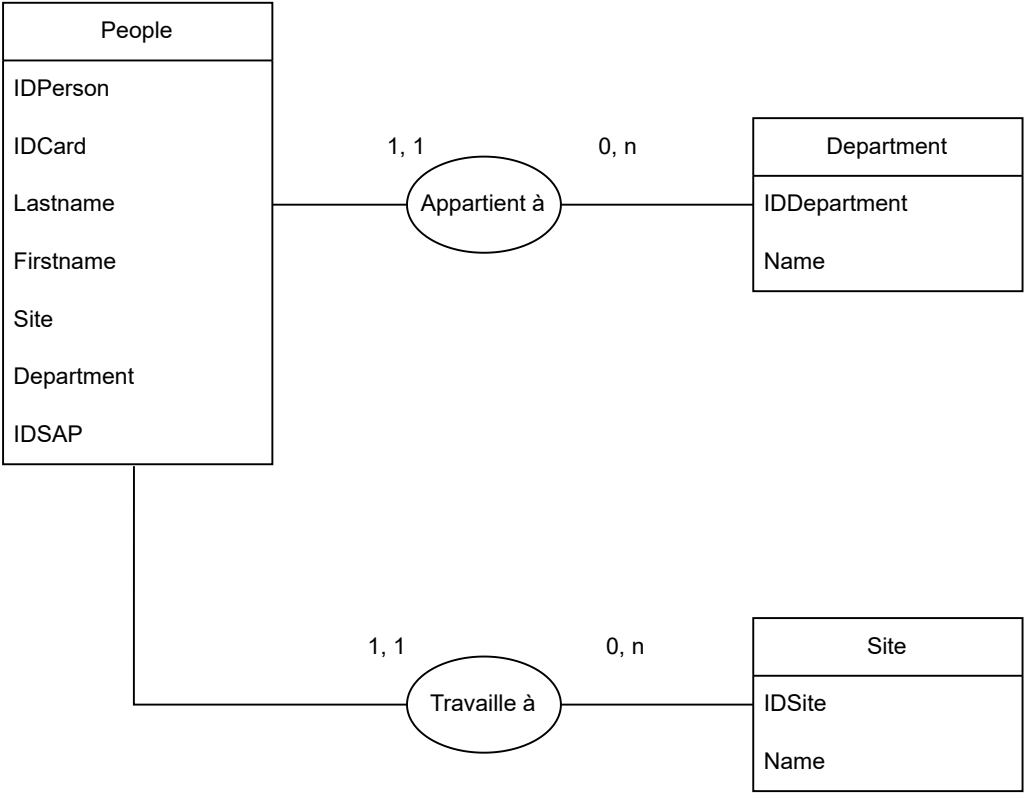 People
IDPerson
IDCard
Lastname
Firstname
Site
Department
IDSAP
1, 1
Appartient à
0, n
Department
IDDepartment
Name
1, 1
Travaille à
0, n
Site
IDSite
Name